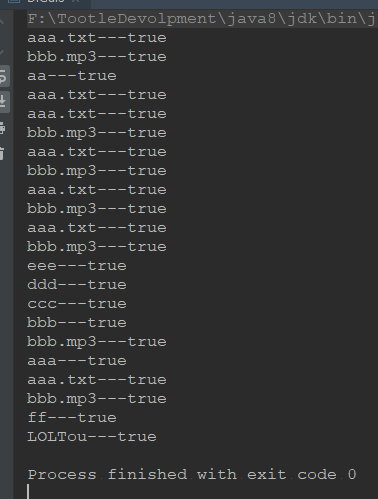 F:\TootleDevolpment\java8\jdk\bin\j
aaa.txt---true
bbb.mp3---true
aa---true
aaa.txt---true
aaa.txt---true
bbb.mp3---true
aaa.txt---true
bbb.mp3---true
aaa.txt---true
bbb.mp3---true
aaa.txt---true
bbb.mp3---true
eee---true
ddd---true
ccc---true
bbb---true
bbb.mp3---true
aaa---true
aaa.txt---true
bbb.mp3---true
ff---true
LOLTou---true
Process finished with exit code 0